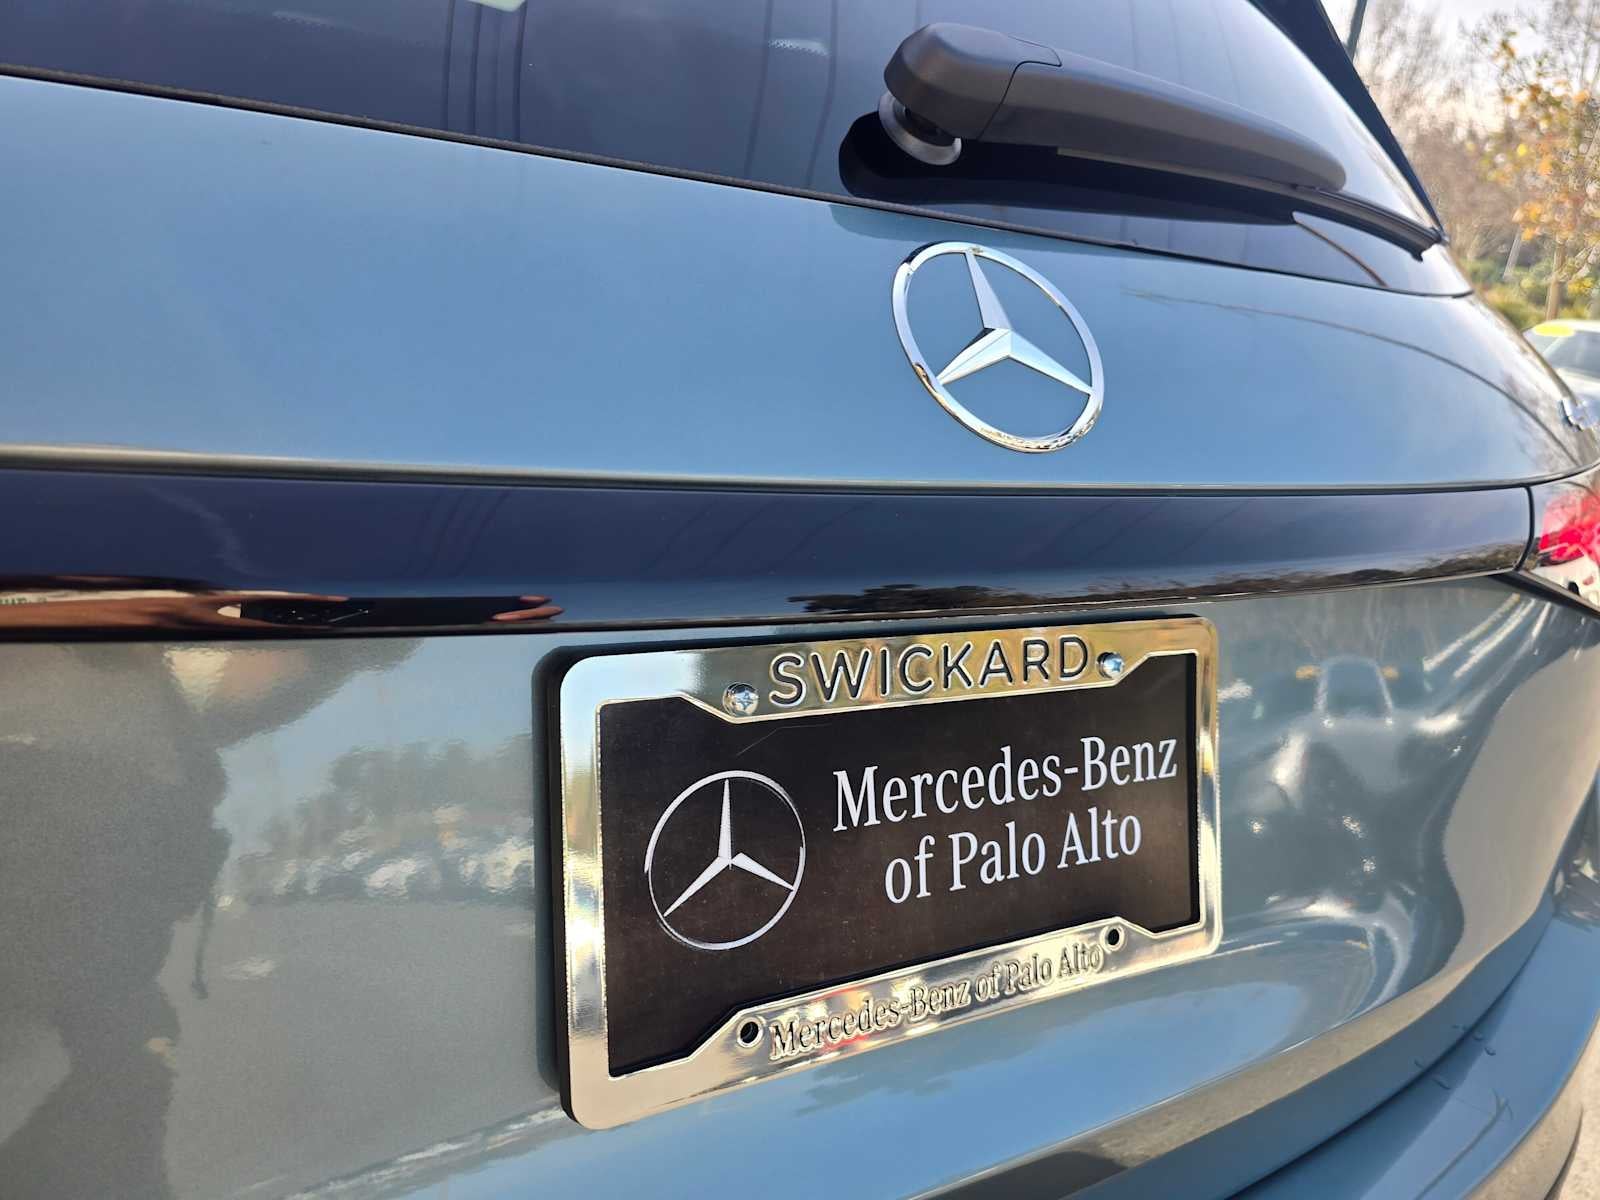 SWICKARD
Mercedes-Benz
of Palo Alto
Mercedes-Benz of Palo Alto